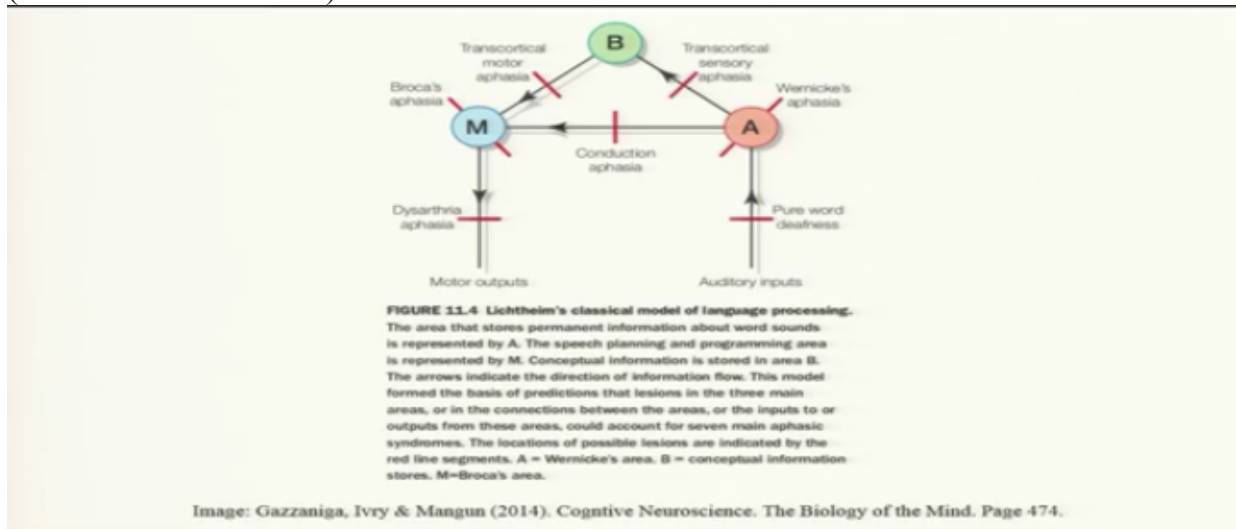 B
Transcortical
motor
aphasia
Transcortical
sensory
aphasia
Broca's
aphasia
Wernicke's
aphasia
M
A
Conduction
aphasia
Dysarthria
aphasia
Pure word
deafness
Motor outputs
Auditory inputs
FIGURE 11.4 Lichtheim's classical model of language processing.
The area that stores permanent information about word sounds
is represented by A. The speech planning and programming area
is represented by M. Conceptual information is stored in area B.
The arrows indicate the direction of information flow. This model
formed the basis of predictions that lesions in the three main
areas, or in the connections between the areas, or the inputs to or
outputs from these areas, could account for seven main aphasic
syndromes. The locations of possible lesions are indicated by the
red line segments. A = Wernicke's area. B = conceptual information
stores. M=Broca's area.
Image: Gazzaniga, Ivry & Mangun (2014). Cogntive Neuroscience. The Biology of the Mind. Page 474.